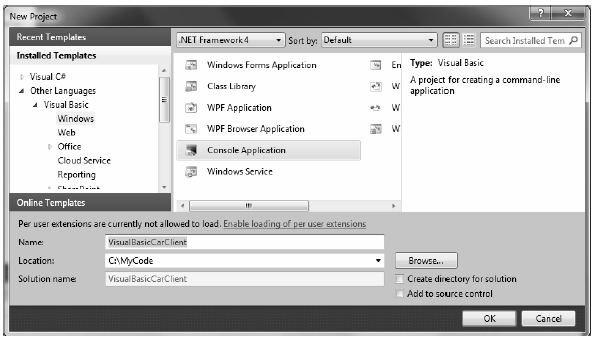 New Project
Recent Templates
.NET Framework 4
Sort by: Default
Search Installed Tem
Installed Templates
Visual C#
Other Languages
Visual Basic
Windows
Web
Office
Cloud Service
Reporting
SharePoint
Online Templates
Windows Forms Application
Class Library
WPF Application
WPF Browser Application
Console Application
Windows Service
En
W
W
W
Type: Visual Basic
A project for creating a command-line
application
Per user extensions are currently not allowed to load. Enable loading of per user extensions
Name: VisualBasicCarClient
Location: C:\MyCode
Browse...
Solution name: VisualBasicCarClient
Create directory for solution
Add to source control
OK
Cancel